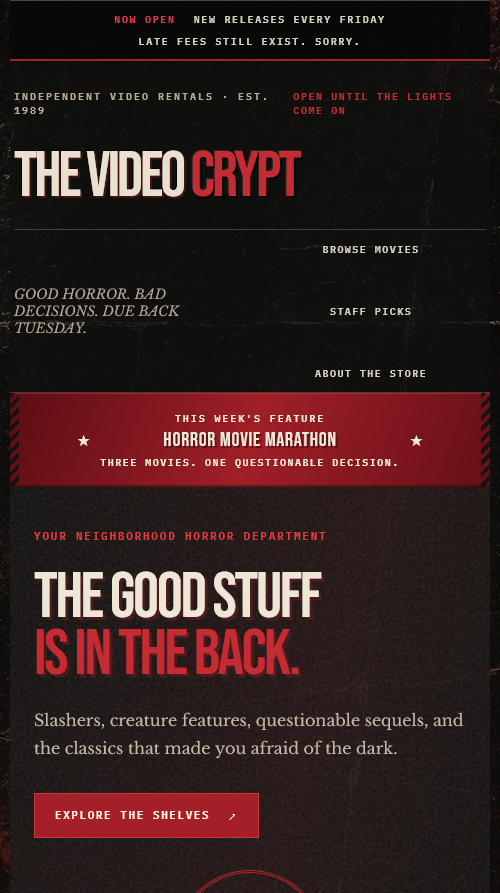 NOW OPEN NEW RELEASES EVERY FRIDAY
LATE FEES STILL EXIST. SORRY.
INDEPENDENT VIDEO RENTALS · EST.
1989
OPEN UNTIL THE LIGHTS
COME ON
THE VIDEO CRYPT
BROWSE MOVIES
GOOD HORROR. BAD
DECISIONS. DUE BACK
TUESDAY.
STAFF PICKS
ABOUT THE STORE
THIS WEEK'S FEATURE
★ HORROR MOVIE MARATHON ★
THREE MOVIES. ONE QUESTIONABLE DECISION.
YOUR NEIGHBORHOOD HORROR DEPARTMENT
THE GOOD STUFF
IS IN THE BACK.
Slashers, creature features, questionable sequels, and
the classics that made you afraid of the dark.
EXPLORE THE SHELVES ↗